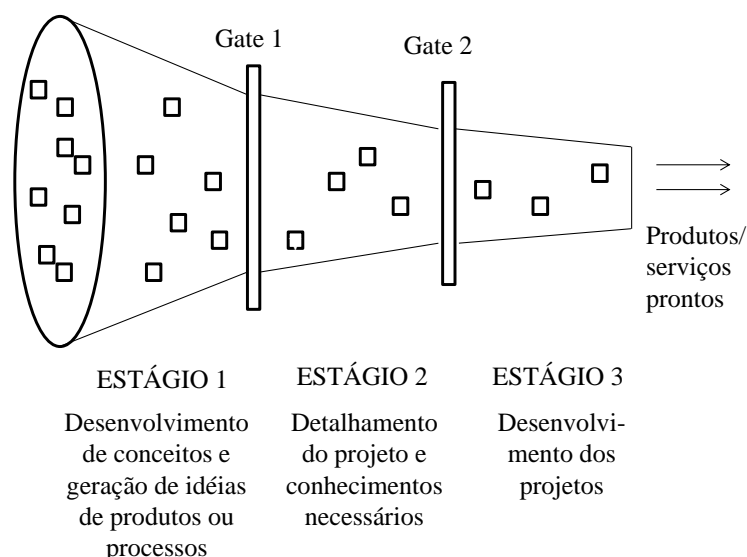 Gate 1
Gate 2
Produtos/
serviços
prontos
ESTÁGIO 1
Desenvolvimento
de conceitos e
geração de idéias
de produtos ou
processos
ESTÁGIO 2
Detalhamento
do projeto e
conhecimentos
necessários
ESTÁGIO 3
Desenvolvi-
mento dos
projetos